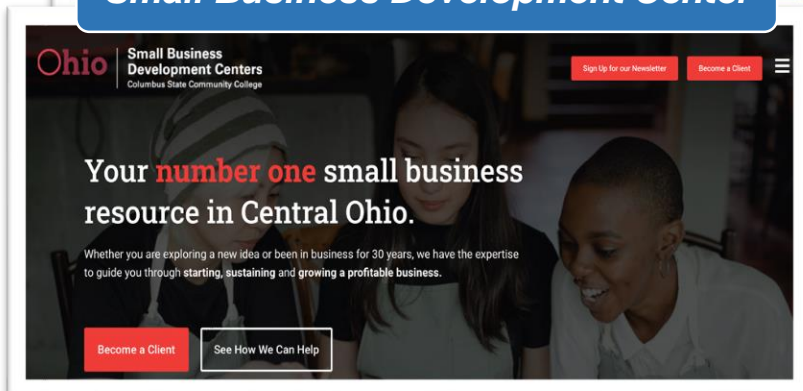 Small Business Development Center
Ohio
Small Business
Development Centers
Columbus State Community College
Sign Up for our Newsletter
Become a Client
Your number one small business
resource in Central Ohio.
Whether you are exploring a new idea or been in business for 30 years, we have the expertise
to guide you through starting, sustaining and growing a profitable business.
Become a Client
See How We Can Help